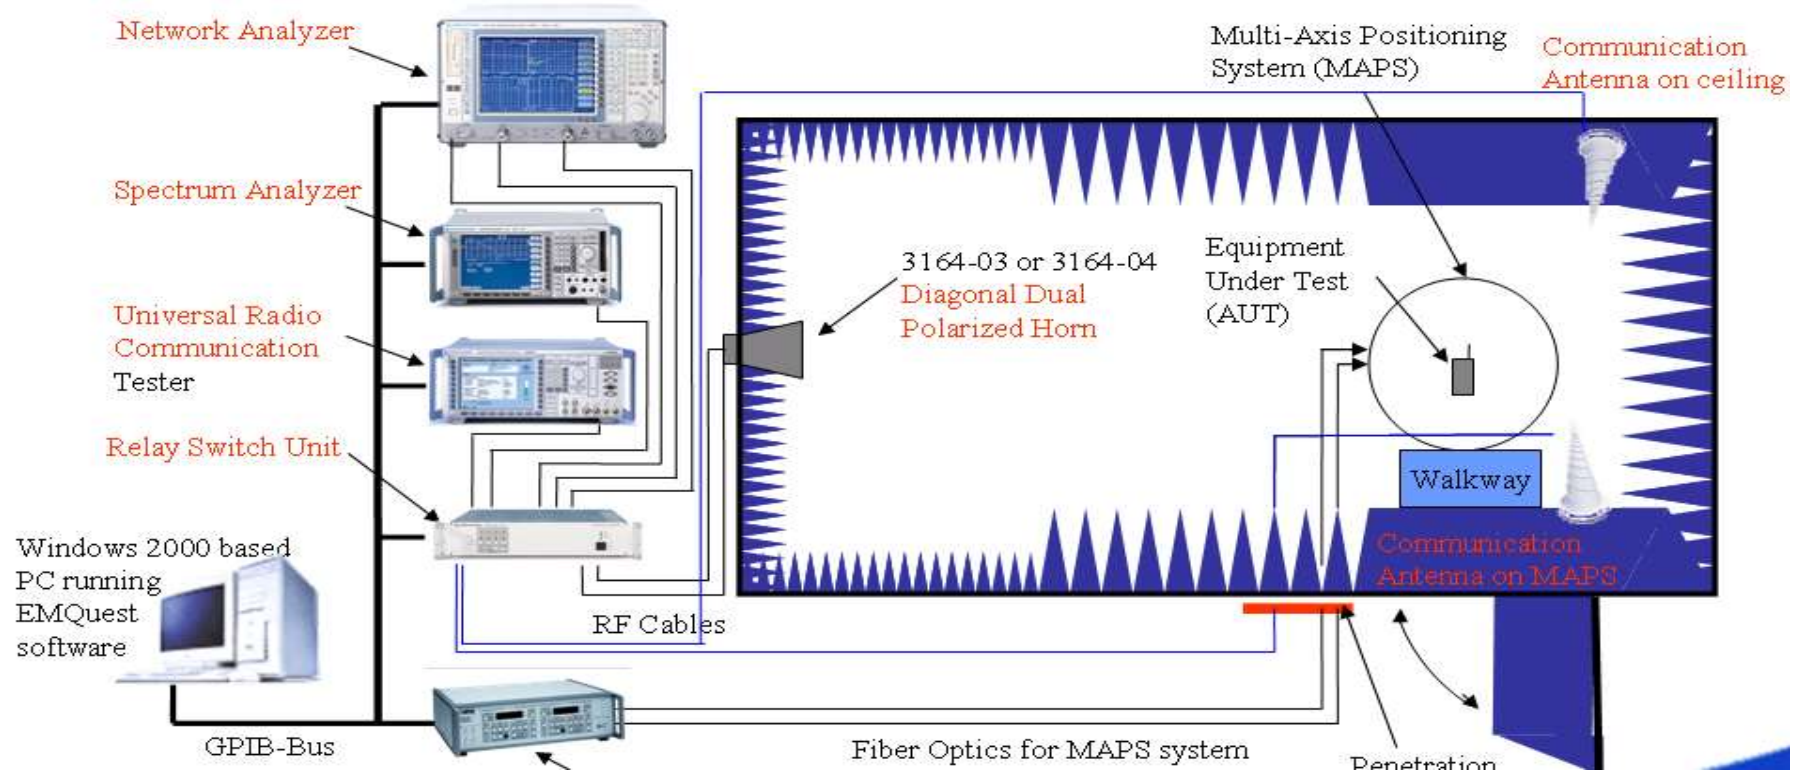 Network Analyzer
Multi-Axis Positioning
System (MAPS)
Communication
Antenna on ceiling
Spectrum Analyzer
3164-03 or 3164-04
Diagonal Dual
Polarized Horn
Equipment
Under Test
(AUT)
Universal Radio
Communication
Tester
Relay Switch Unit
Walkway
Windows 2000 based
PC running
EMQuest
software
Communication
Antenna on MAPS
RF Cables
GPIB-Bus
Fiber Optics for MAPS system
Penetration